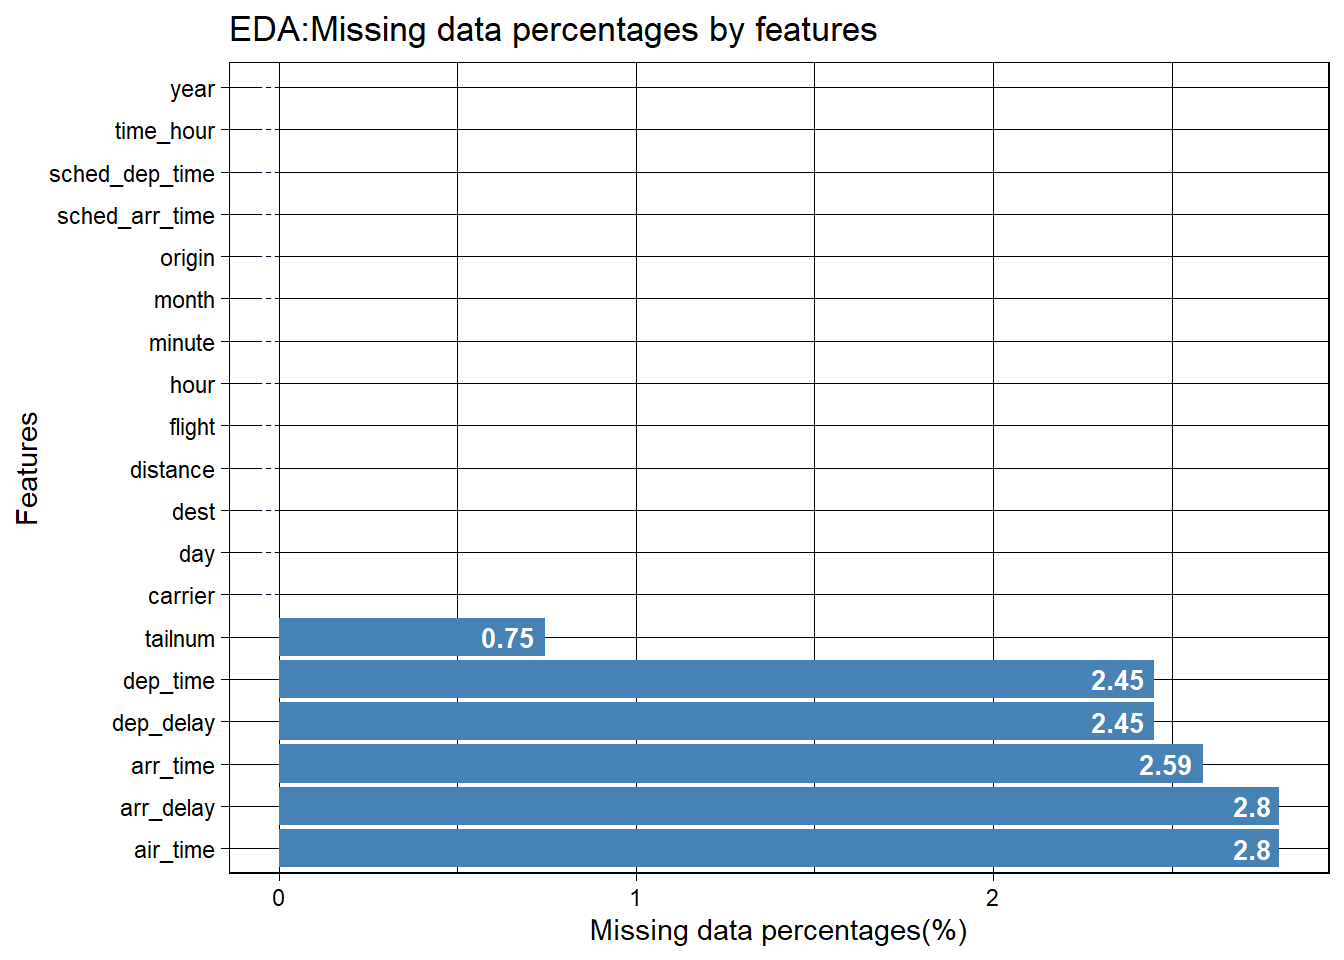 EDA:Missing data percentages by features
year
time_hour
sched_dep_time
sched_arr_time
origin
month
minute
hour
flight
distance
dest
day
carrier
tailnum 0.75
dep_time 2.45
dep_delay 2.45
arr_time 2.59
arr_delay 2.8
air_time 2.8
Features
0 1 2
Missing data percentages(%)